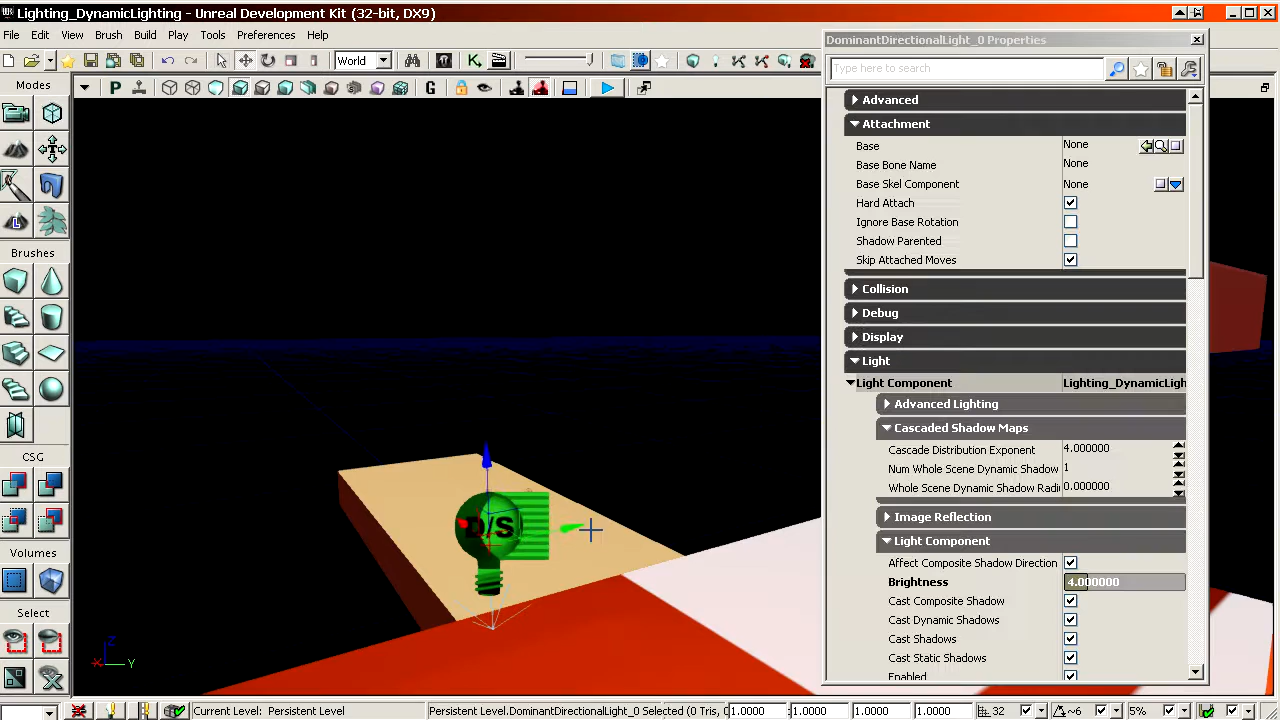 Lighting_DynamicLighting - Unreal Development Kit (32-bit, DX9)
File Edit View Brush Build Play Tools Preferences Help
World
Modes
Brushes
CSG
Volumes
Select
P
G
D/S
Z
X Y
DominantDirectionalLight_0 Properties
Type here to search
Advanced
Attachment
Base None
Base Bone Name None
Base Skel Component None
Hard Attach
Ignore Base Rotation
Shadow Parented
Skip Attached Moves
Collision
Debug
Display
Light
Light Component Lighting_DynamicLigh
Advanced Lighting
Cascaded Shadow Maps
Cascade Distribution Exponent 4.000000
Num Whole Scene Dynamic Shadow 1
Whole Scene Dynamic Shadow Radi 0.000000
Image Reflection
Light Component
Affect Composite Shadow Direction
Brightness 4.000000
Cast Composite Shadow
Cast Dynamic Shadows
Cast Shadows
Cast Static Shadows
Enabled
Current Level: Persistent Level Persistent Level.DominantDirectionalLight_0 Selected (0 Tris, 1.0000 1.0000 1.0000 1.0000 32 ~6 5%